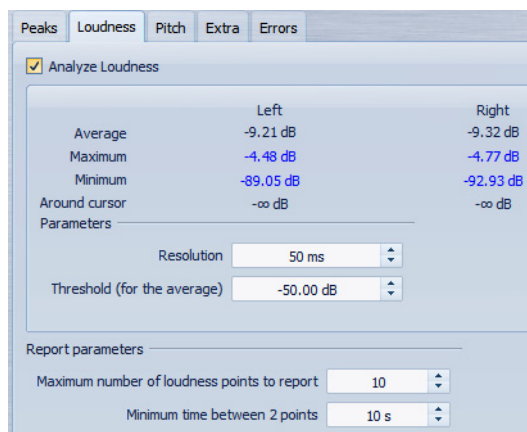 Peaks Loudness Pitch Extra Errors
Analyze Loudness
Left Right
Average -9.21 dB -9.32 dB
Maximum -4.48 dB -4.77 dB
Minimum -89.05 dB -92.93 dB
Around cursor -∞ dB -∞ dB
Parameters
Resolution 50 ms
Threshold (for the average) -50.00 dB
Report parameters
Maximum number of loudness points to report 10
Minimum time between 2 points 10 s